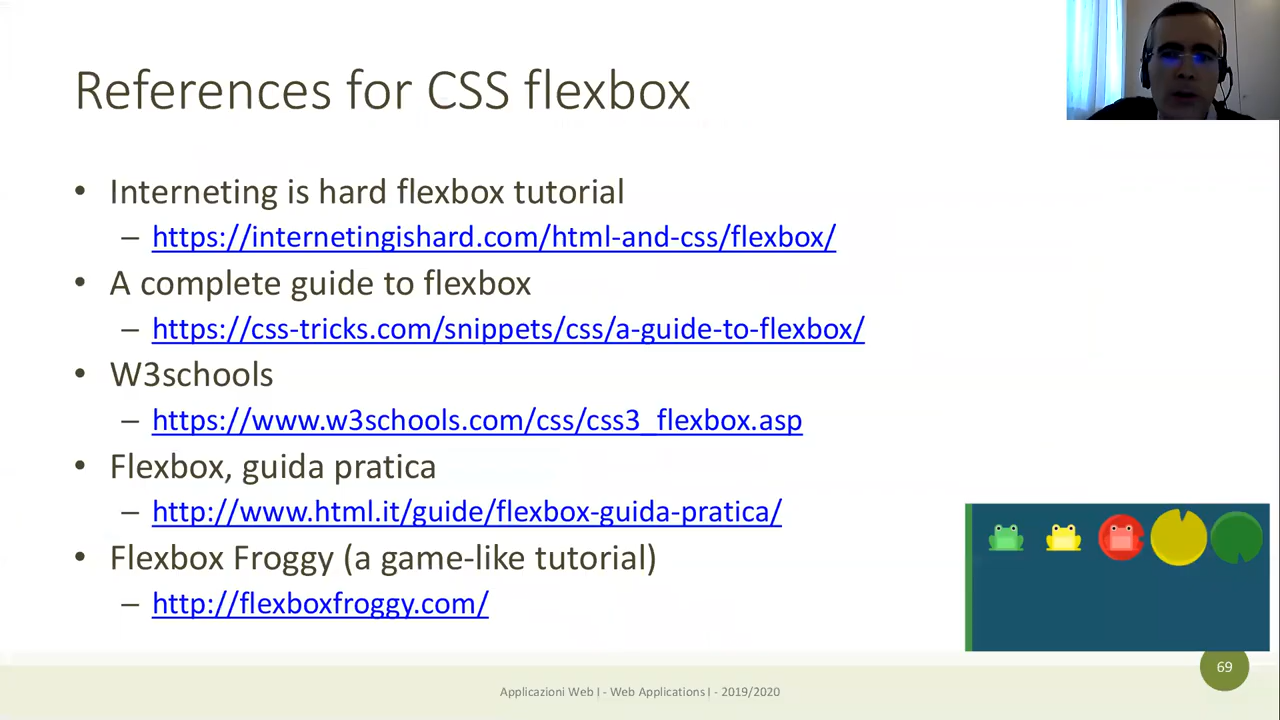 References for CSS flexbox
• Interneting is hard flexbox tutorial
– https://internetingishard.com/html-and-css/flexbox/
• A complete guide to flexbox
– https://css-tricks.com/snippets/css/a-guide-to-flexbox/
• W3schools
– https://www.w3schools.com/css/css3_flexbox.asp
• Flexbox, guida pratica
– http://www.html.it/guide/flexbox-guida-pratica/
• Flexbox Froggy (a game-like tutorial)
– http://flexboxfroggy.com/
69
Applicazioni Web I - Web Applications I - 2019/2020